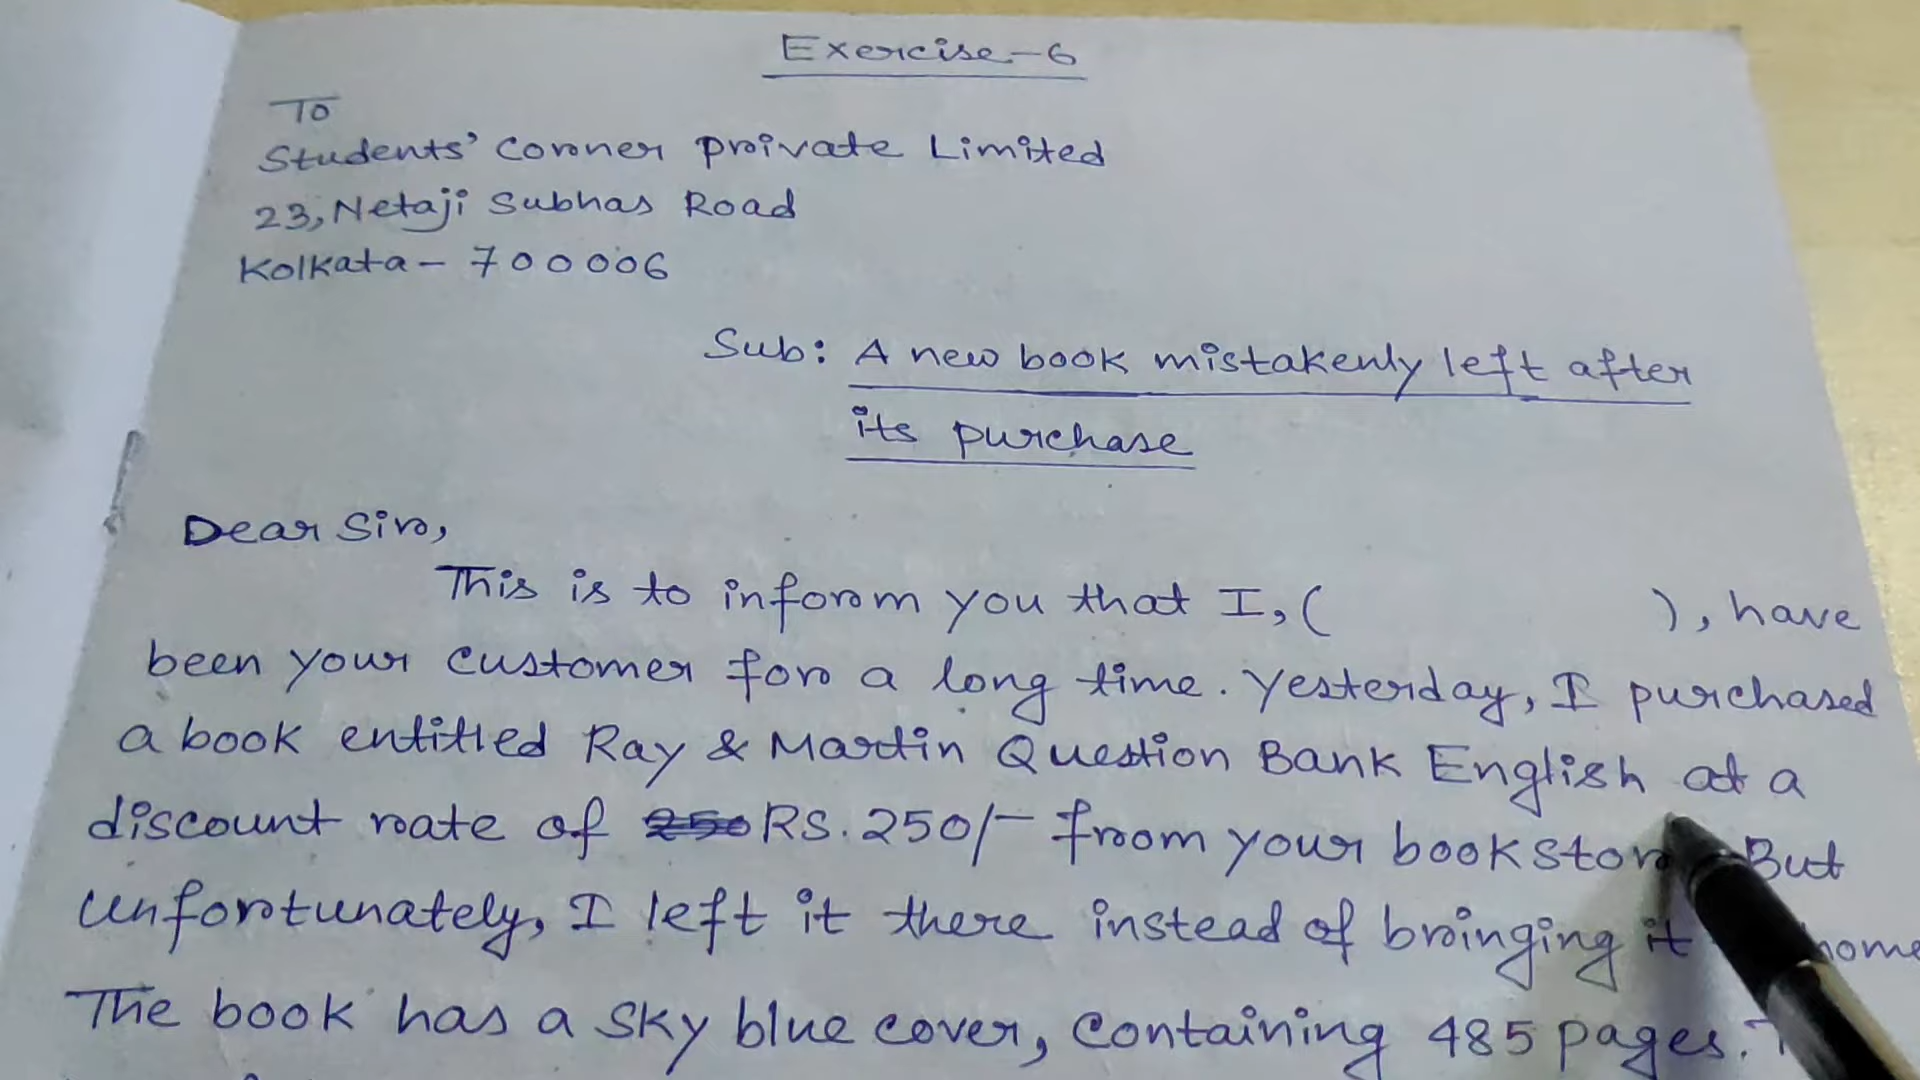 Exercise-6
To
Students' Corner Private Limited
23, Netaji Subhas Road
Kolkata - 700006
Sub: A new book mistakenly left after
its purchase
Dear Sir,
This is to inform you that I, ( ), have
been your customer for a long time. Yesterday, I purchased
a book entitled Ray & Martin Question Bank English at a
discount rate of 250 RS. 250/- from your book But
unfortunately, I left it there instead of bringing it
The book has a sky blue cover, containing 485 pages.